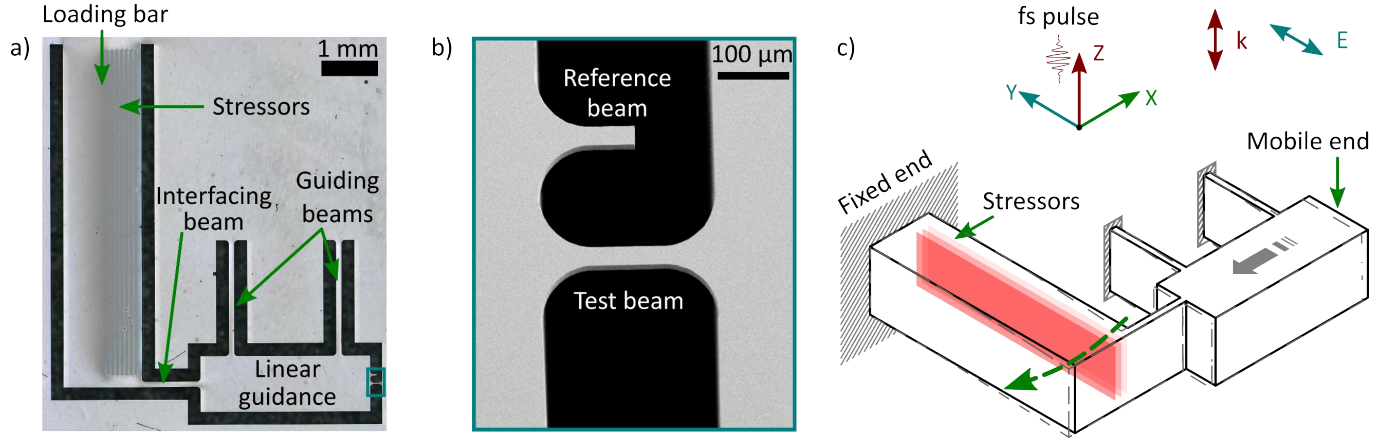 a)
Loading bar
1 mm
Stressors
Interfacing
beam
Guiding
beams
Linear
guidance
b)
100 μm
Reference
beam
Test beam
c)
fs pulse
Z
Y
X
k
E
Mobile end
Fixed end
Stressors